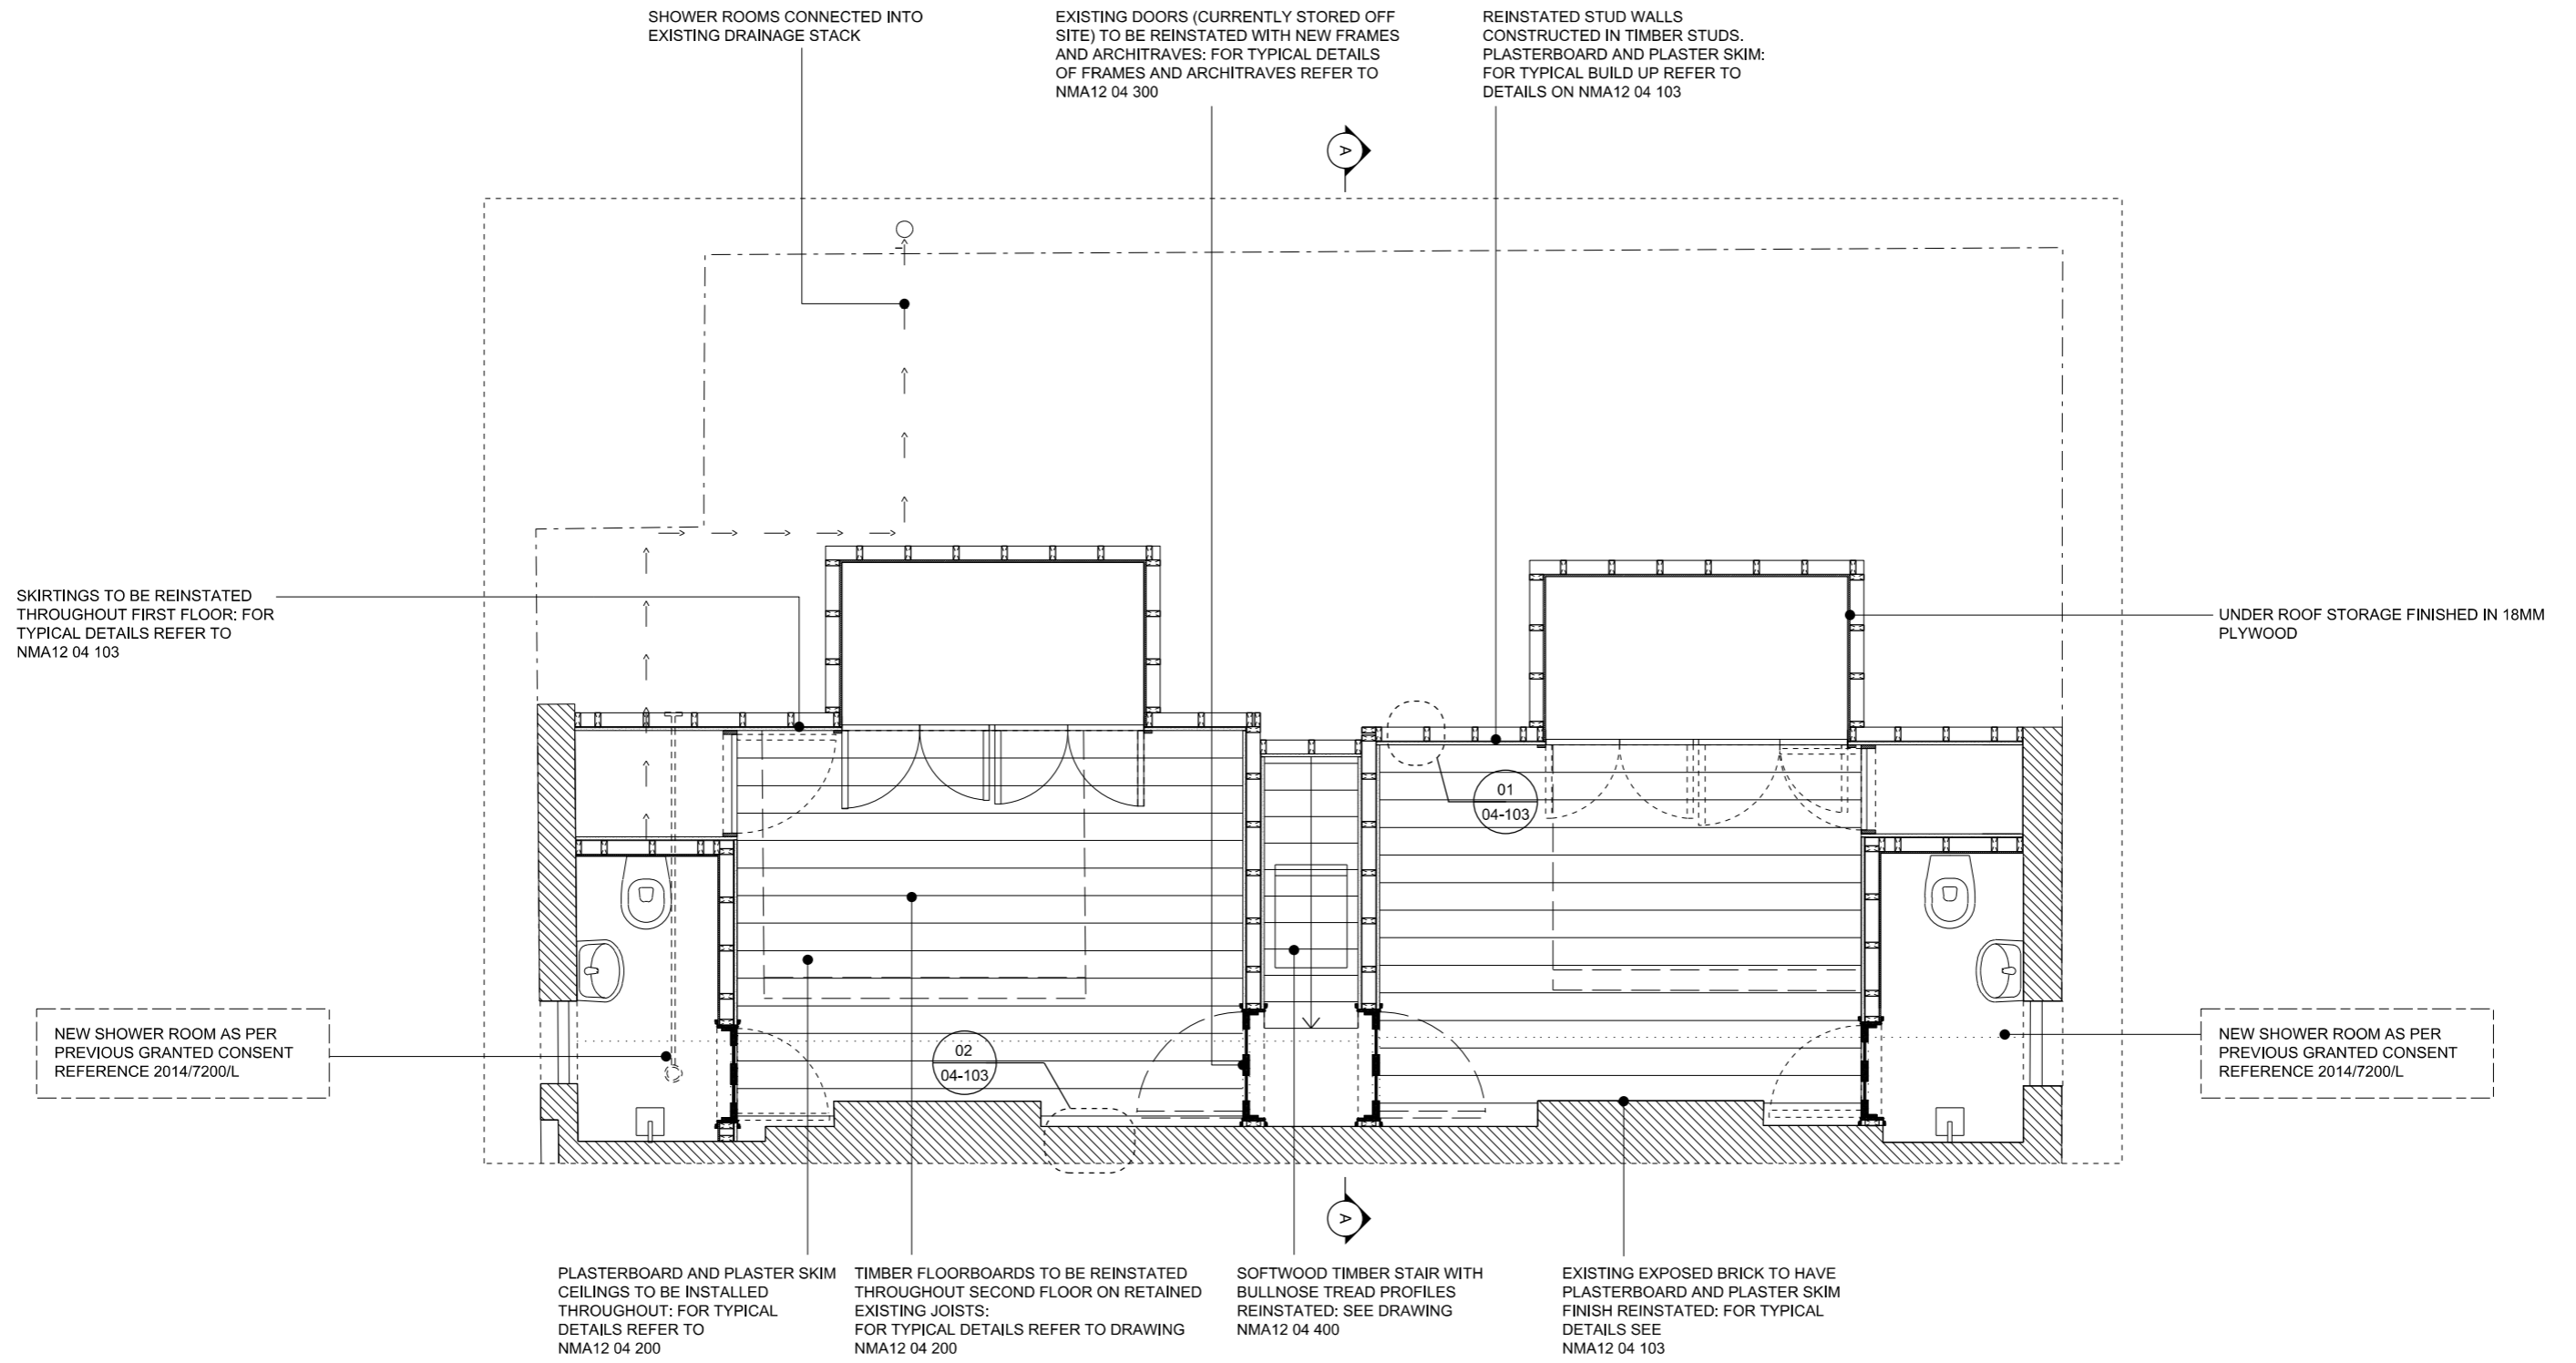 SHOWER ROOMS CONNECTED INTO
EXISTING DRAINAGE STACK
EXISTING DOORS (CURRENTLY STORED OFF
SITE) TO BE REINSTATED WITH NEW FRAMES
AND ARCHITRAVES: FOR TYPICAL DETAILS
OF FRAMES AND ARCHITRAVES REFER TO
NMA12 04 300
REINSTATED STUD WALLS
CONSTRUCTED IN TIMBER STUDS.
PLASTERBOARD AND PLASTER SKIM:
FOR TYPICAL BUILD UP REFER TO
DETAILS ON NMA12 04 103
A
SKIRTINGS TO BE REINSTATED
THROUGHOUT FIRST FLOOR: FOR
TYPICAL DETAILS REFER TO
NMA12 04 103
UNDER ROOF STORAGE FINISHED IN 18MM
PLYWOOD
01
04-103
NEW SHOWER ROOM AS PER
PREVIOUS GRANTED CONSENT
REFERENCE 2014/7200/L
02
04-103
NEW SHOWER ROOM AS PER
PREVIOUS GRANTED CONSENT
REFERENCE 2014/7200/L
A
PLASTERBOARD AND PLASTER SKIM
CEILINGS TO BE INSTALLED
THROUGHOUT: FOR TYPICAL
DETAILS REFER TO
NMA12 04 200
TIMBER FLOORBOARDS TO BE REINSTATED
THROUGHOUT SECOND FLOOR ON RETAINED
EXISTING JOISTS:
FOR TYPICAL DETAILS REFER TO DRAWING
NMA12 04 200
SOFTWOOD TIMBER STAIR WITH
BULLNOSE TREAD PROFILES
REINSTATED: SEE DRAWING
NMA12 04 400
EXISTING EXPOSED BRICK TO HAVE
PLASTERBOARD AND PLASTER SKIM
FINISH REINSTATED: FOR TYPICAL
DETAILS SEE
NMA12 04 103